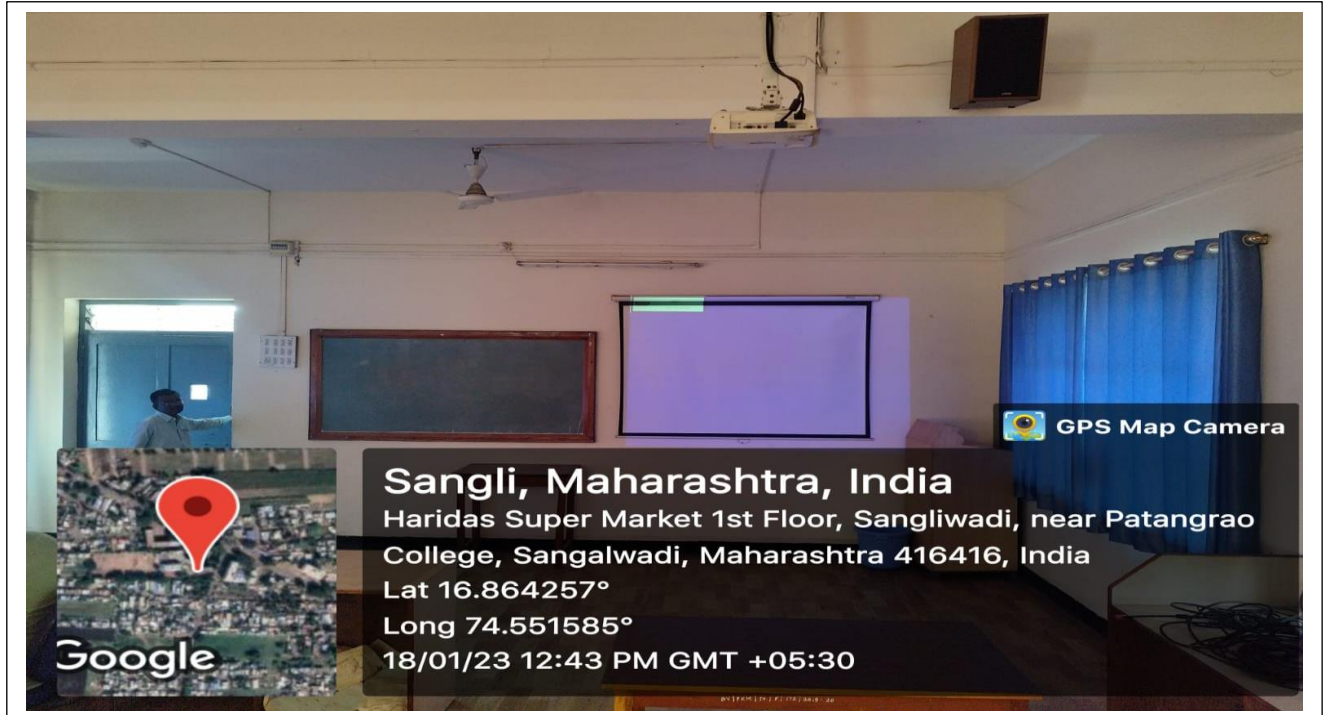 GPS Map Camera
Sangli, Maharashtra, India
Haridas Super Market 1st Floor, Sangliwadi, near Patangrao
College, Sangalwadi, Maharashtra 416416, India
Lat 16.864257°
Long 74.551585°
18/01/23 12:43 PM GMT +05:30
Google